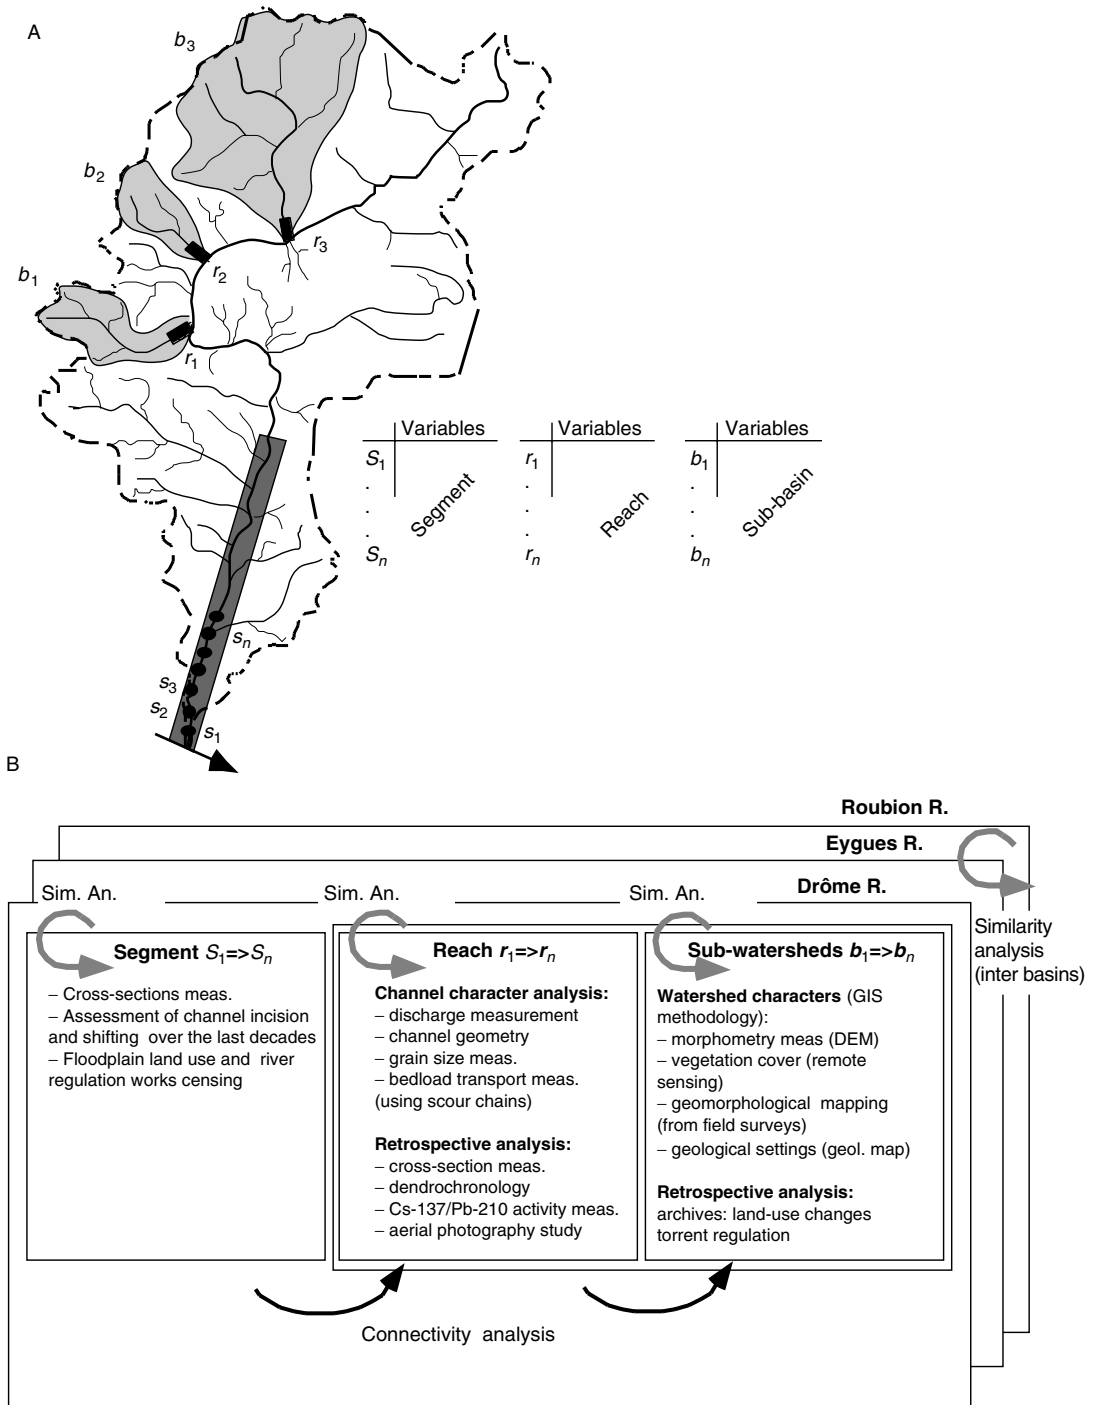 A
b3
b2
b1
r3
r2
r1
Variables Variables Variables
S1 r1 b1
. . .
. . .
. . .
Sn rn bn
Segment Reach Sub-basin
sn
s3
s2
s1
B
Roubion R.
Eygues R.
Drôme R.
Sim. An. Sim. An. Sim. An.
Similarity
analysis
(inter basins)
Segment S1=>Sn
– Cross-sections meas.
– Assessment of channel incision
and shifting over the last decades
– Floodplain land use and river
regulation works censing
Reach r1=>rn
Channel character analysis:
– discharge measurement
– channel geometry
– grain size meas.
– bedload transport meas.
(using scour chains)
Retrospective analysis:
– cross-section meas.
– dendrochronology
– Cs-137/Pb-210 activity meas.
– aerial photography study
Sub-watersheds b1=>bn
Watershed characters (GIS
methodology):
– morphometry meas (DEM)
– vegetation cover (remote
sensing)
– geomorphological mapping
(from field surveys)
– geological settings (geol. map)
Retrospective analysis:
archives: land-use changes
torrent regulation
Connectivity analysis